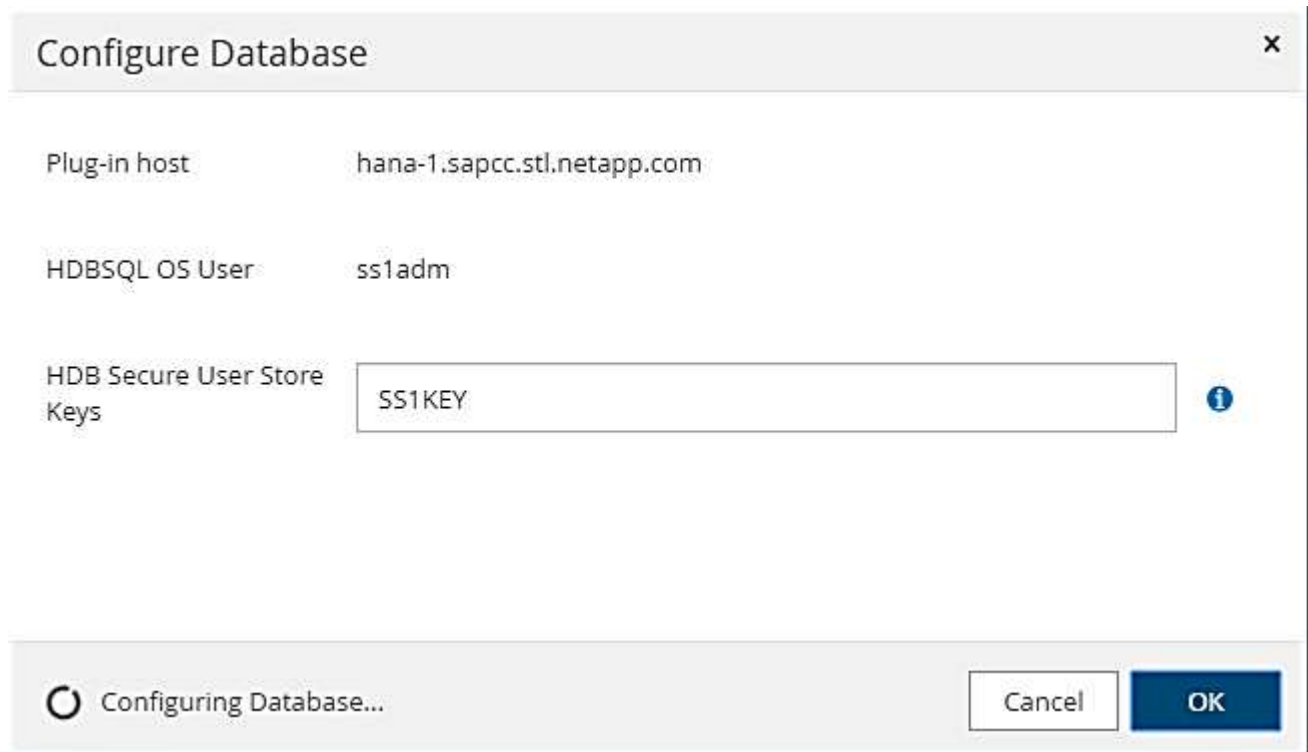 Configure Database
×
Plug-in host hana-1.sapcc.stl.netapp.com
HDBSQL OS User ss1adm
HDB Secure User Store
Keys
SS1KEY
i
Configuring Database...
Cancel
OK